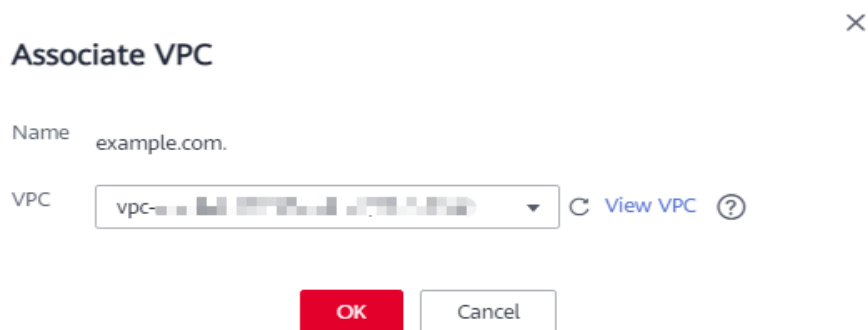 Associate VPC
Name example.com.
VPC vpc- View VPC
OK Cancel